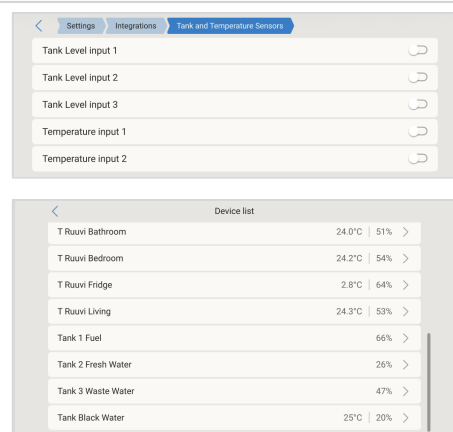 Settings Integrations Tank and Temperature Sensors
Tank Level input 1
Tank Level input 2
Tank Level input 3
Temperature input 1
Temperature input 2
Device list
T Ruuvi Bathroom 24.0°C 51%
T Ruuvi Bedroom 24.2°C 54%
T Ruuvi Fridge 2.8°C 64%
T Ruuvi Living 24.3°C 53%
Tank 1 Fuel 66%
Tank 2 Fresh Water 26%
Tank 3 Waste Water 47%
Tank Black Water 25°C 20%